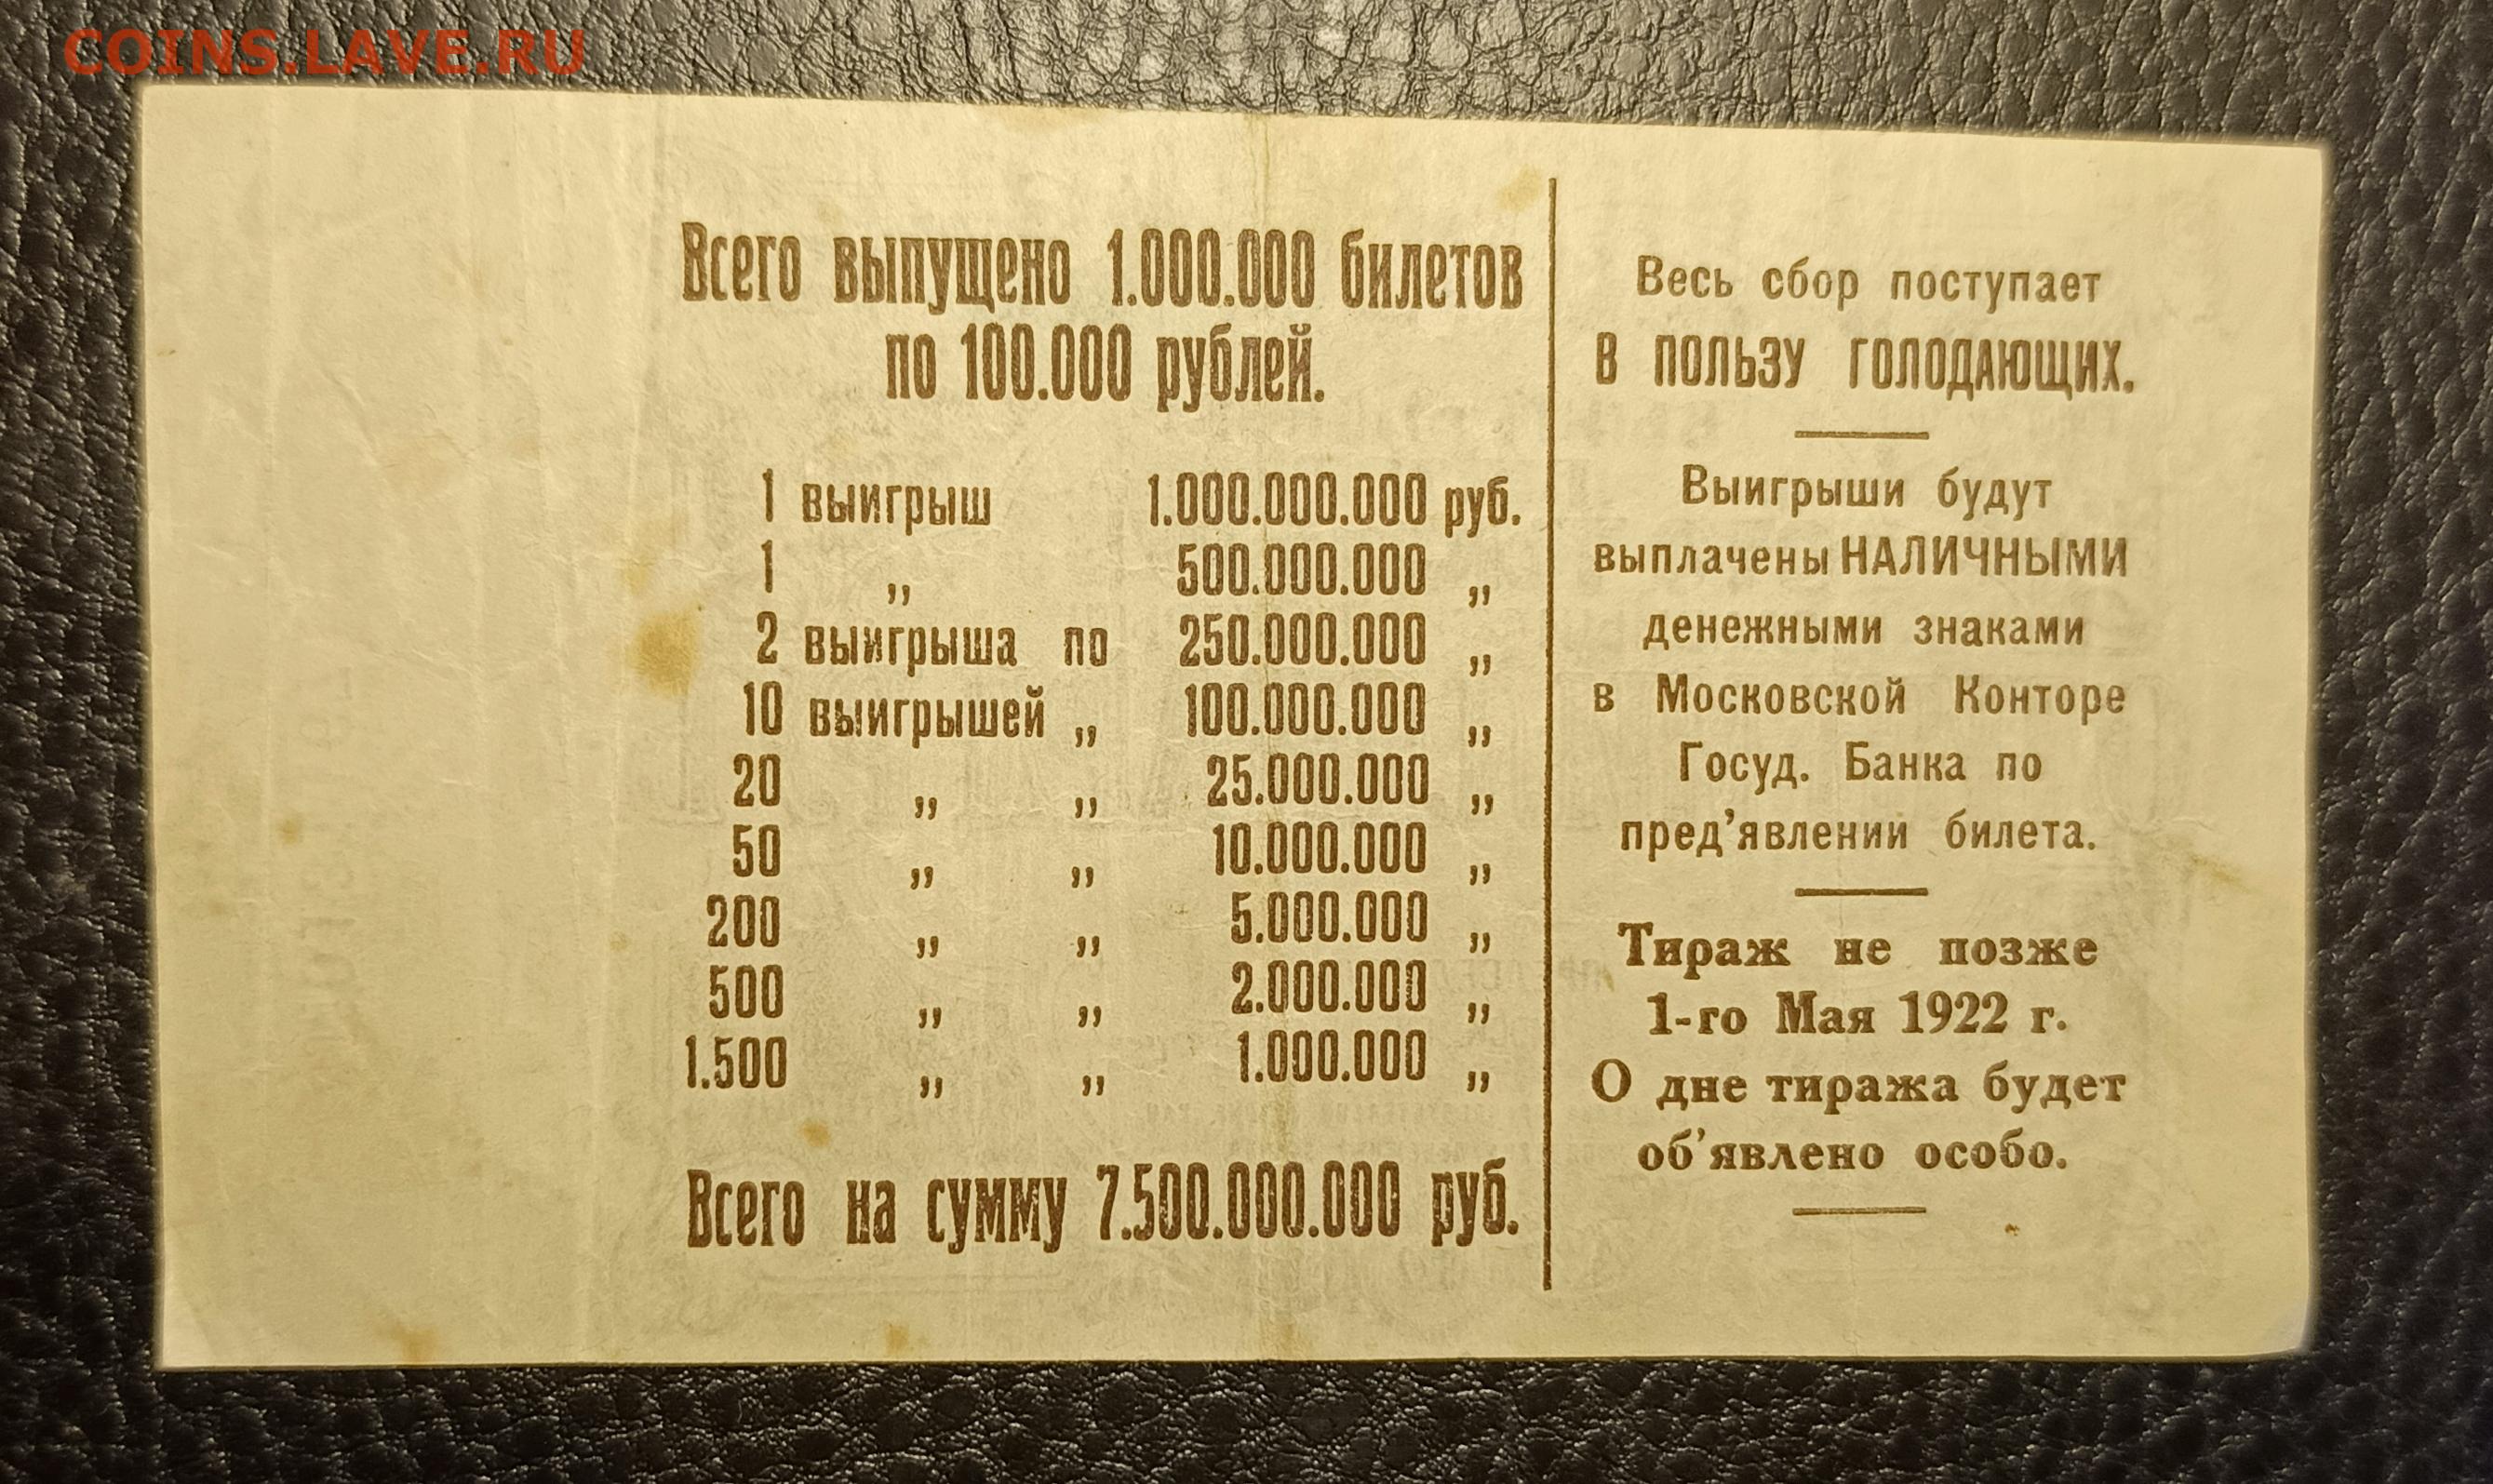 COINS.LAVE.RU
Всего выпущено 1.000.000 билетов
по 100.000 рублей.
1 выигрыш 1.000.000.000 руб.
1 „ 500.000.000 „
2 выигрыша по 250.000.000 „
10 выигрышей „ 100.000.000 „
20 „ „ 25.000.000 „
50 „ „ 10.000.000 „
200 „ „ 5.000.000 „
500 „ „ 2.000.000 „
1.500 „ „ 1.000.000 „
Всего на сумму 7.500.000.000 руб.
Весь сбор поступает
В ПОЛЬЗУ ГОЛОДАЮЩИХ.
Выигрыши будут
выплачены НАЛИЧНЫМИ
денежными знаками
в Московской Конторе
Госуд. Банка по
пред’явлении билета.
Тираж не позже
1-го Мая 1922 г.
О дне тиража будет
об’явлено особо.